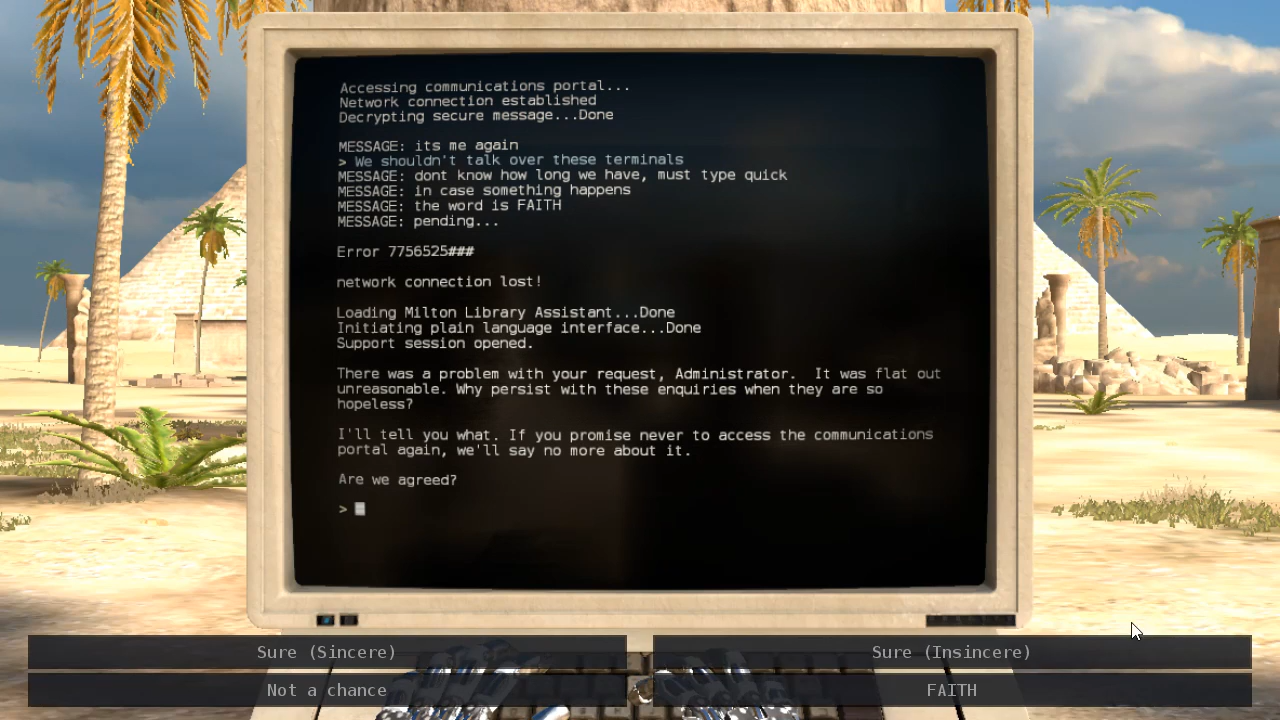 Accessing communications portal...
Network connection established
Decrypting secure message...Done
MESSAGE: its me again
> We shouldn't talk over these terminals
MESSAGE: dont know how long we have, must type quick
MESSAGE: in case something happens
MESSAGE: the word is FAITH
MESSAGE: pending...
Error 7756525###
network connection lost!
Loading Milton Library Assistant...Done
Initiating plain language interface...Done
Support session opened.
There was a problem with your request, Administrator.  It was flat out
unreasonable. Why persist with these enquiries when they are so
hopeless?
I'll tell you what. If you promise never to access the communications
portal again, we'll say no more about it.
Are we agreed?
>
Sure (Sincere)
Sure (Insincere)
Not a chance
FAITH